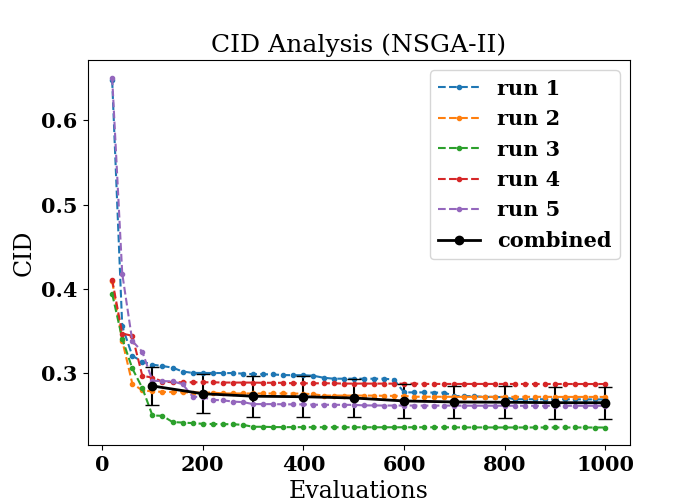 CID Analysis (NSGA-II)
run 1
run 2
run 3
run 4
run 5
combined
CID
0.6
0.5
0.4
0.3
0
200
400
600
800
1000
Evaluations